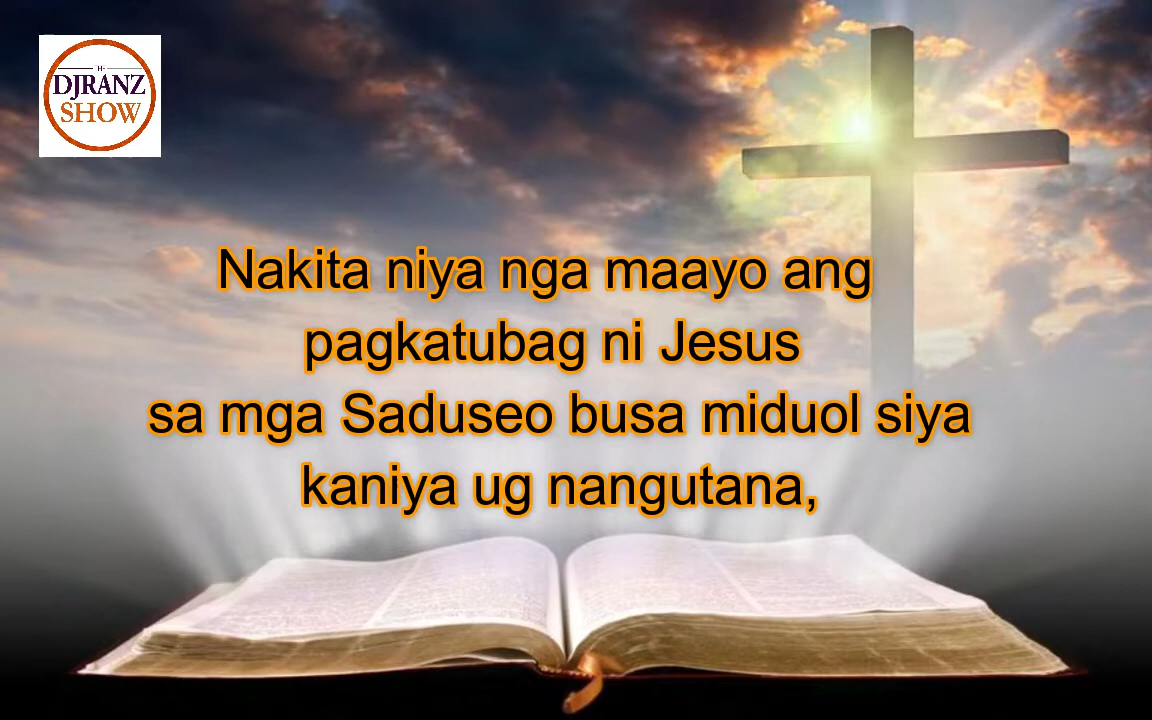 DJRANZ
SHOW
Nakita niya nga maayo ang
pagkatubag ni Jesus
sa mga Saduseo busa miduol siya
kaniya ug nangutana,